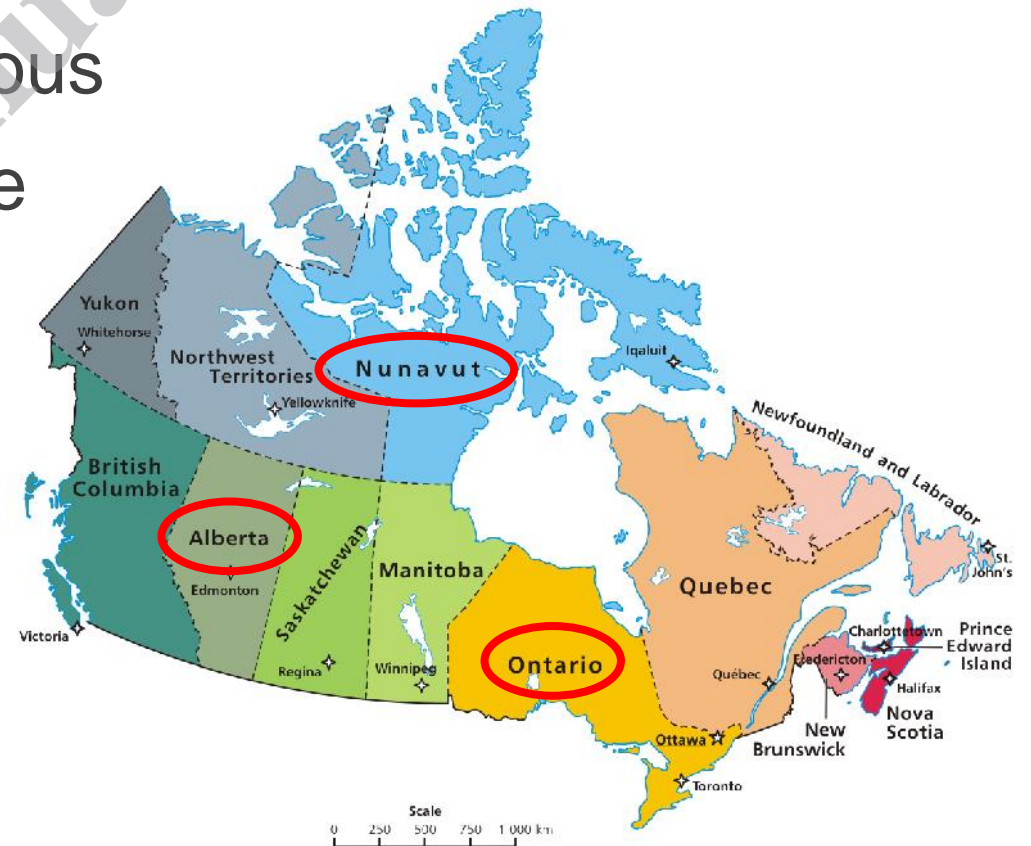 Yukon
Whitehorse
Northwest
Territories
Yellowknife
Nunavut
Iqaluit
Newfoundland and Labrador
St.
John's
British
Columbia
Victoria
Alberta
Edmonton
Saskatchewan
Regina
Manitoba
Winnipeg
Ontario
Ottawa
Toronto
Quebec
Québec
Charlottetown
Prince
Edward
Island
Fredericton
Halifax
Nova
Scotia
New
Brunswick
Scale
0 250 500 750 1 000 km